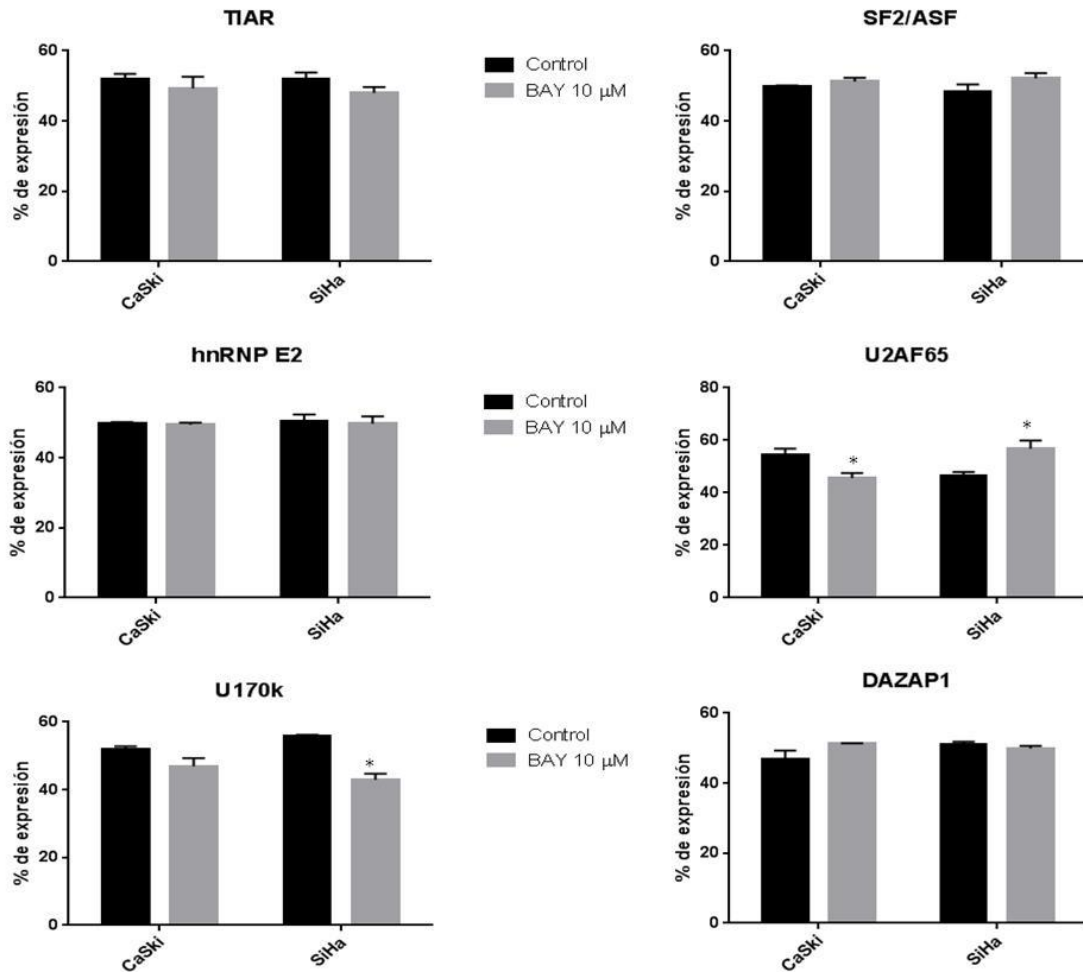 TIAR
% de expresión
60
40
20
0
CaSki
SiHa
Control
BAY 10 µM
SF2/ASF
% de expresión
60
40
20
0
CaSki
SiHa
hnRNP E2
% de expresión
60
40
20
0
CaSki
SiHa
Control
BAY 10 µM
U2AF65
% de expresión
80
60
40
20
0
*
*
CaSki
SiHa
U170k
% de expresión
60
40
20
0
*
CaSki
SiHa
Control
BAY 10 µM
DAZAP1
% de expresión
60
40
20
0
CaSki
SiHa